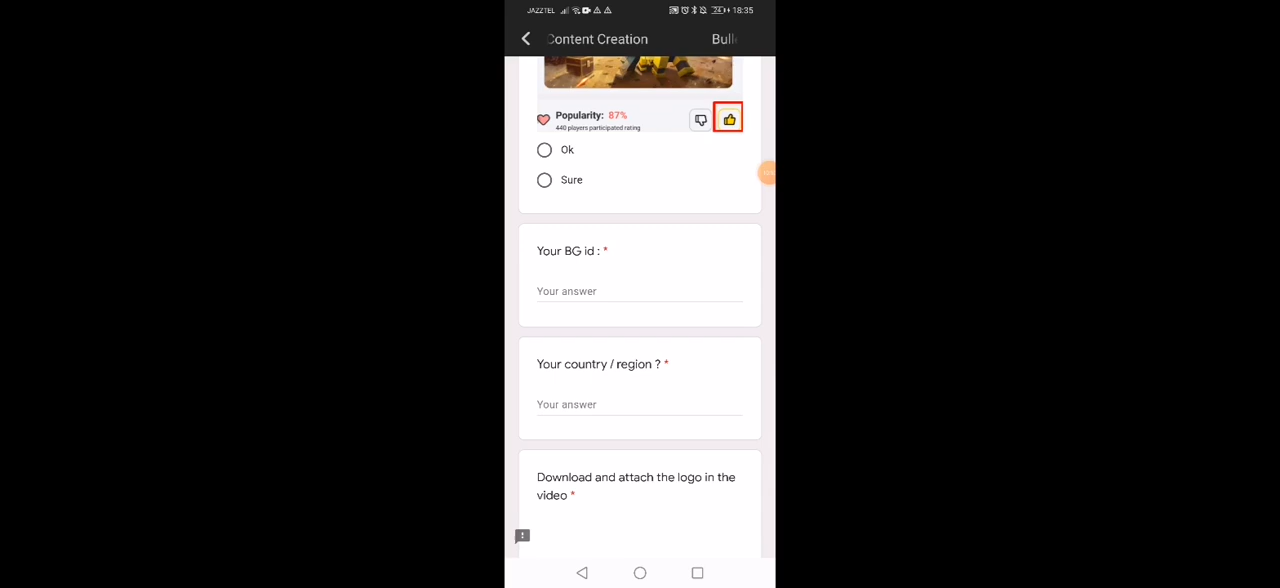 JAZZTEL 24 18:35
Content Creation Bull
Popularity: 87%
440 players participated rating
Ok
Sure
Your BG id : *
Your answer
Your country / region ? *
Your answer
Download and attach the logo in the
video *